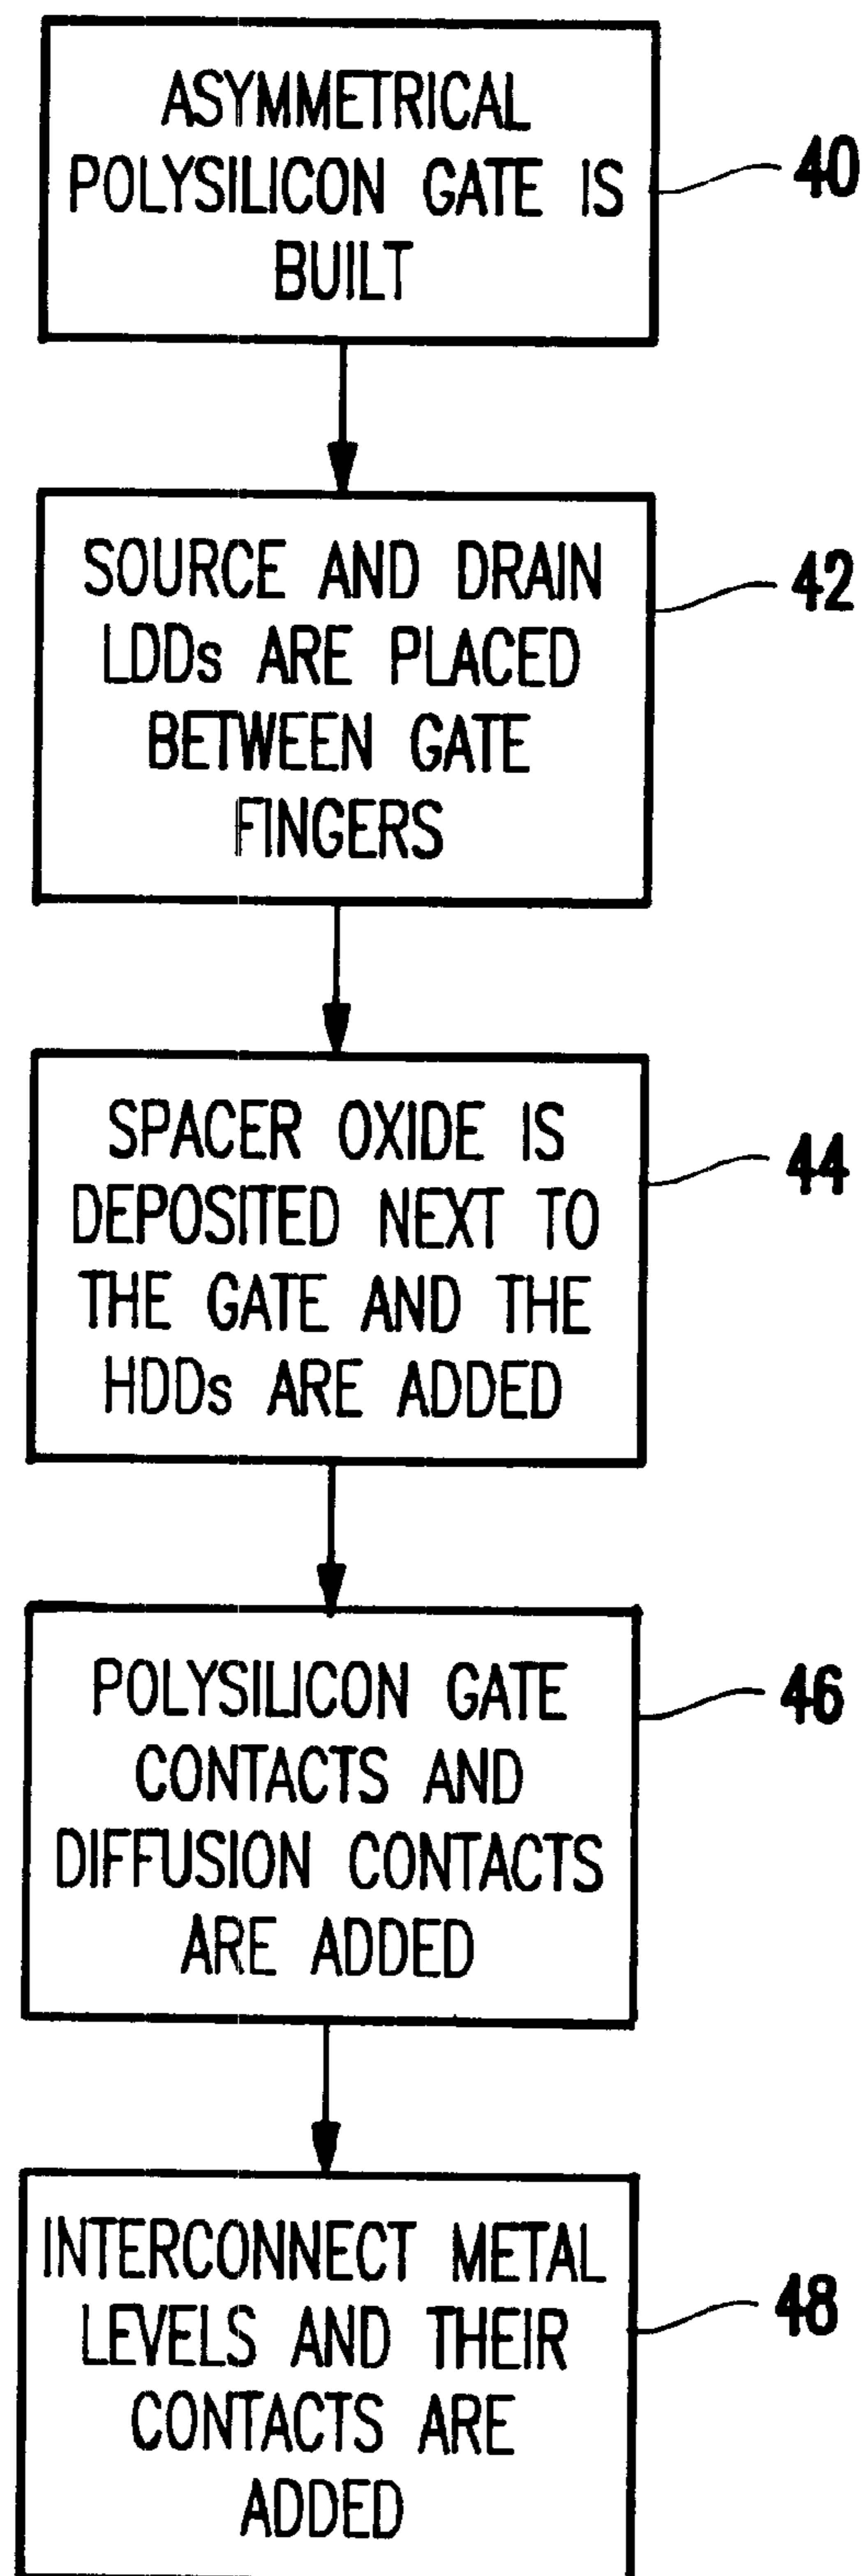 ASYMMETRICAL
POLYSILICON GATE IS
BUILT
40
SOURCE AND DRAIN
LDDs ARE PLACED
BETWEEN GATE
FINGERS
42
SPACER OXIDE IS
DEPOSITED NEXT TO
THE GATE AND THE
HDDs ARE ADDED
44
POLYSILICON GATE
CONTACTS AND
DIFFUSION CONTACTS
ARE ADDED
46
INTERCONNECT METAL
LEVELS AND THEIR
CONTACTS ARE
ADDED
48